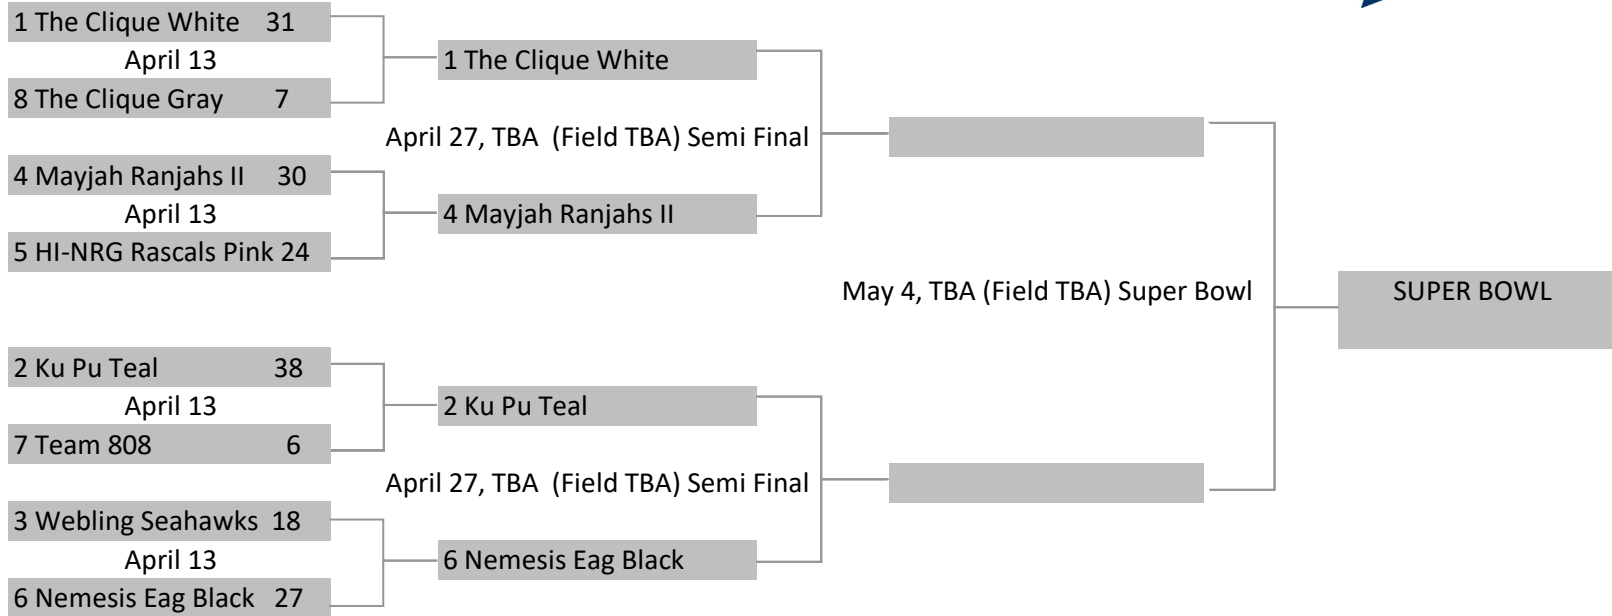 1 The Clique White 31
April 13
8 The Clique Gray 7
1 The Clique White
April 27, TBA (Field TBA) Semi Final
4 Mayjah Ranjahs II 30
April 13
5 HI-NRG Rascals Pink 24
4 Mayjah Ranjahs II
May 4, TBA (Field TBA) Super Bowl
SUPER BOWL
2 Ku Pu Teal 38
April 13
7 Team 808 6
2 Ku Pu Teal
April 27, TBA (Field TBA) Semi Final
3 Webling Seahawks 18
April 13
6 Nemesis Eag Black 27
6 Nemesis Eag Black